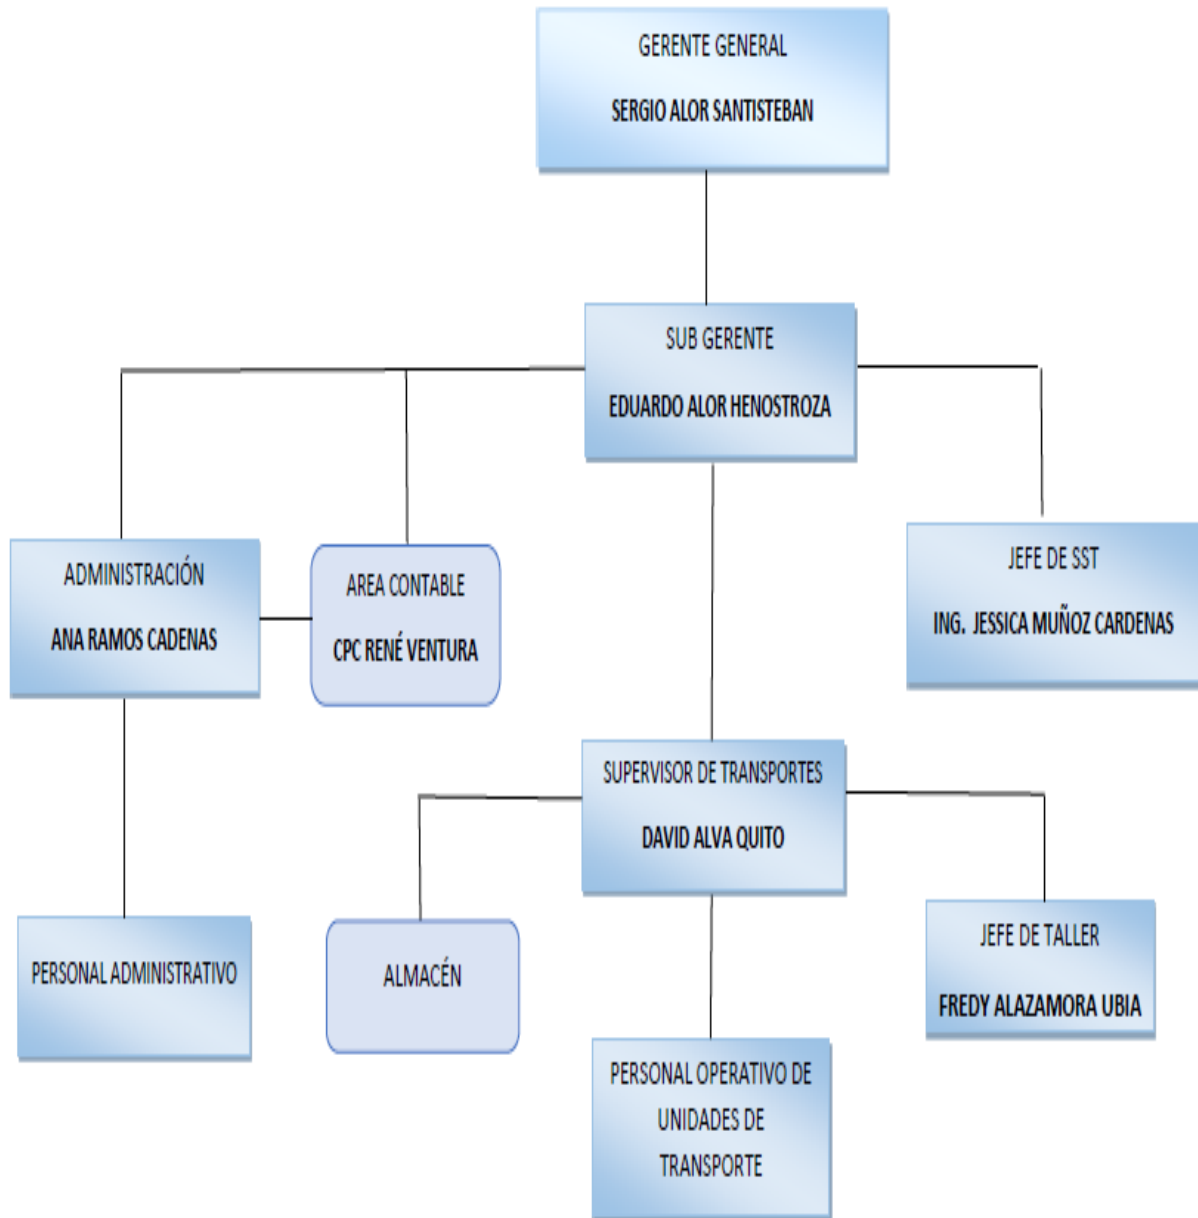 GERENTE GENERAL
SERGIO ALOR SANTISTEBAN
SUB GERENTE
EDUARDO ALOR HENOSTROZA
ADMINISTRACIÓN
ANA RAMOS CADENAS
AREA CONTABLE
CPC RENÉ VENTURA
JEFE DE SST
ING. JESSICA MUÑOZ CARDENAS
SUPERVISOR DE TRANSPORTES
DAVID ALVA QUITO
PERSONAL ADMINISTRATIVO
ALMACÉN
JEFE DE TALLER
FREDY ALAZAMORA UBIA
PERSONAL OPERATIVO DE
UNIDADES DE
TRANSPORTE